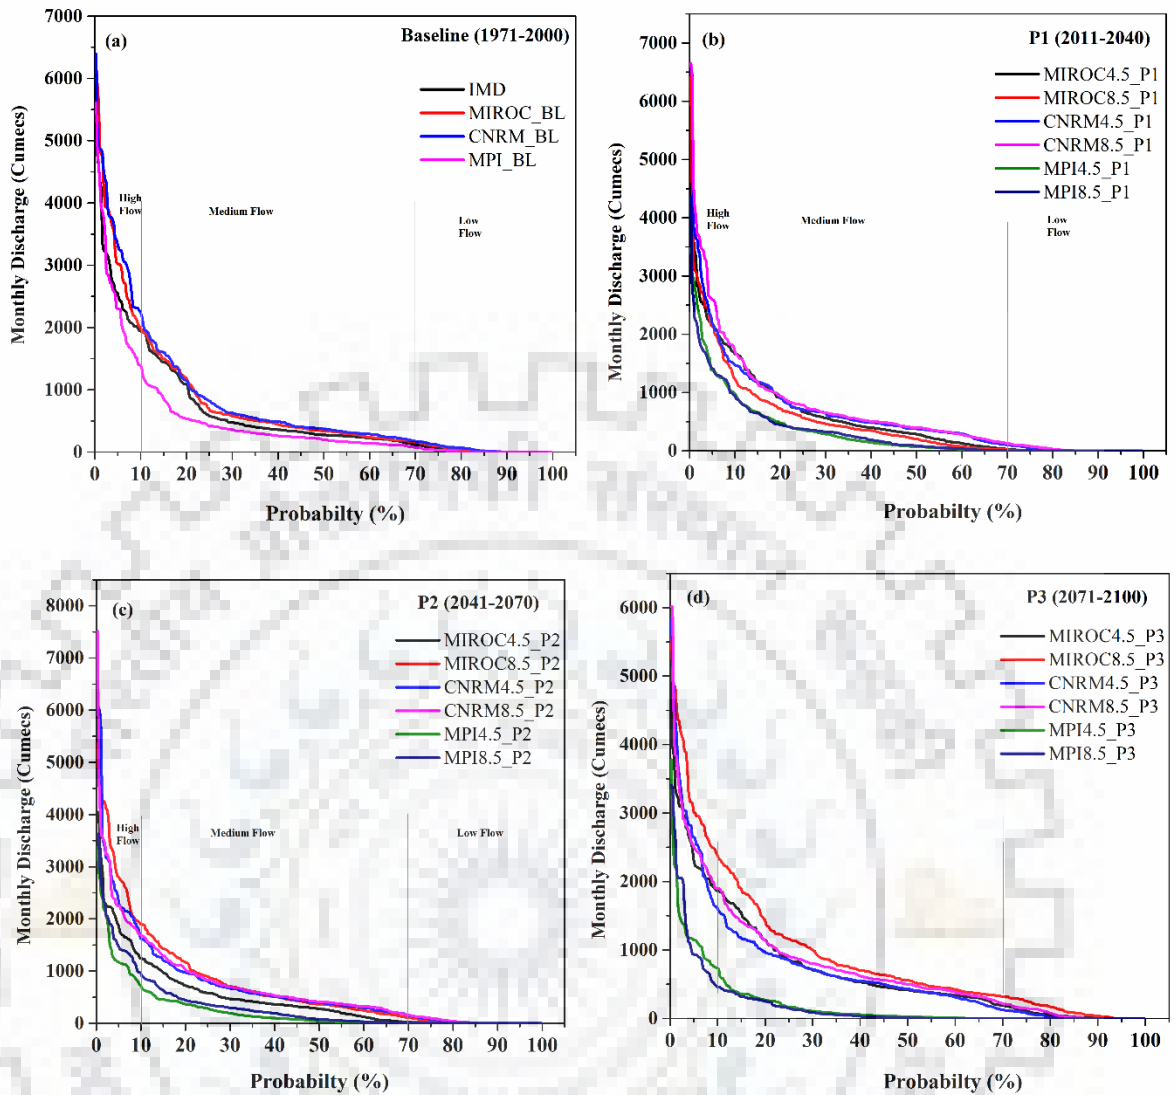 (a)
Baseline (1971-2000)
IMD
MIROC_BL
CNRM_BL
MPI_BL
High
Flow
Medium Flow
Low
Flow
7000
6000
5000
4000
3000
2000
1000
0
0 10 20 30 40 50 60 70 80 90 100
Monthly Discharge (Cumecs)
Probabilty (%)
(b)
P1 (2011-2040)
MIROC4.5_P1
MIROC8.5_P1
CNRM4.5_P1
CNRM8.5_P1
MPI4.5_P1
MPI8.5_P1
High
Flow
Medium Flow
Low
Flow
7000
6000
5000
4000
3000
2000
1000
0
0 10 20 30 40 50 60 70 80 90 100
Monthly Discharge (Cumecs)
Probabilty (%)
(c)
P2 (2041-2070)
MIROC4.5_P2
MIROC8.5_P2
CNRM4.5_P2
CNRM8.5_P2
MPI4.5_P2
MPI8.5_P2
High
Flow
Medium Flow
Low Flow
8000
7000
6000
5000
4000
3000
2000
1000
0
0 10 20 30 40 50 60 70 80 90 100
Monthly Discharge (Cumecs)
Probabilty (%)
(d)
P3 (2071-2100)
MIROC4.5_P3
MIROC8.5_P3
CNRM4.5_P3
CNRM8.5_P3
MPI4.5_P3
MPI8.5_P3
6000
5000
4000
3000
2000
1000
0
0 10 20 30 40 50 60 70 80 90 100
Monthly Discharge (Cumecs)
Probabilty (%)